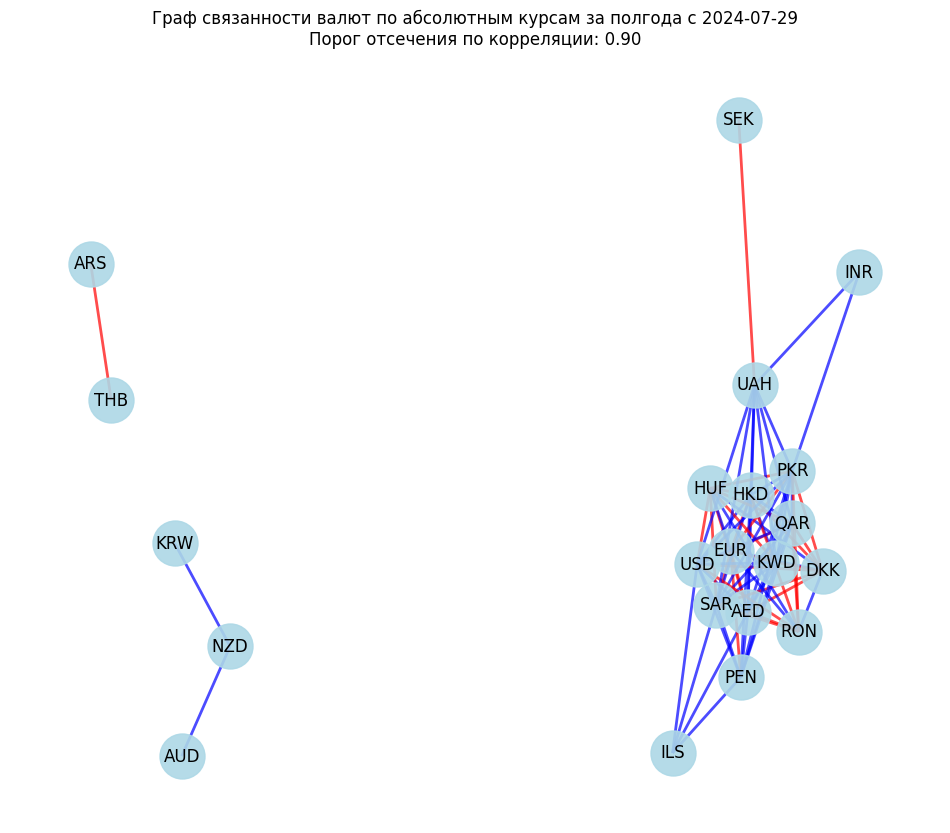 Граф связанности валют по абсолютным курсам за полгода с 2024-07-29
Порог отсечения по корреляции: 0.90
SEK
ARS
INR
UAH
THB
PKR
HUF
HKD
QAR
KRW
EUR
USD
KWD
DKK
SAR
AED
RON
NZD
PEN
ILS
AUD